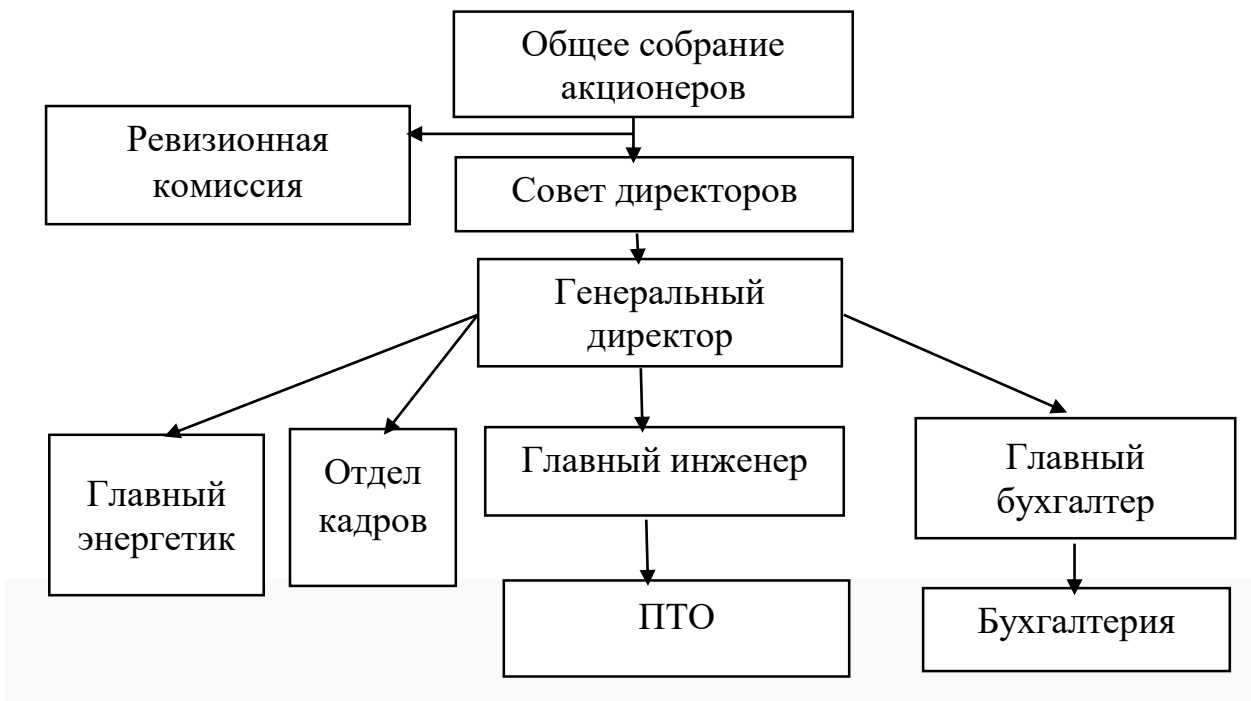 Общее собрание
акционеров
Ревизионная
комиссия
Совет директоров
Генеральный
директор
Главный
энергетик
Отдел
кадров
Главный инженер
Главный
бухгалтер
ПТО
Бухгалтерия